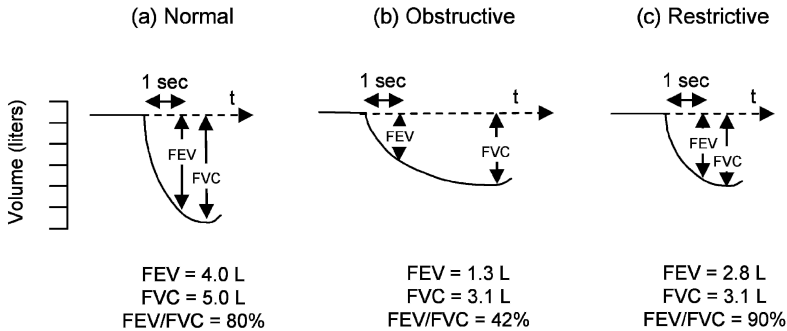 (a) Normal
(b) Obstructive
(c) Restrictive
1 sec
t
1 sec
t
1 sec
t
Volume (liters)
FEV
FVC
FEV
FVC
FEV
FVC
FEV = 4.0 L
FVC = 5.0 L
FEV/FVC = 80%
FEV = 1.3 L
FVC = 3.1 L
FEV/FVC = 42%
FEV = 2.8 L
FVC = 3.1 L
FEV/FVC = 90%